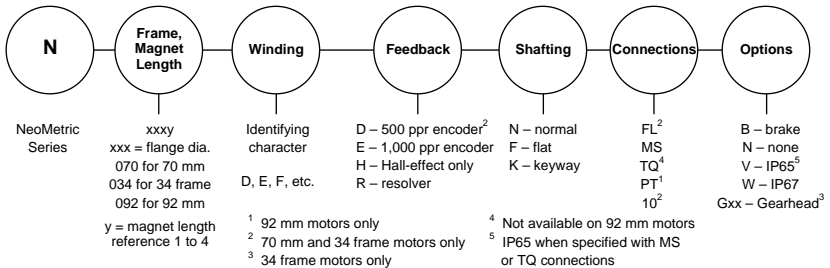 N
Frame,
Magnet
Length
Winding
Feedback
Shafting
Connections
Options
NeoMetric
Series
xxxy
xxx = flange dia.
070 for 70 mm
034 for 34 frame
092 for 92 mm
y = magnet length
reference 1 to 4
Identifying
character
D, E, F, etc.
D – 500 ppr encoder²
E – 1,000 ppr encoder
H – Hall-effect only
R – resolver
N – normal
F – flat
K – keyway
FL²
MS
TQ⁴
PT¹
10²
B – brake
N – none
V – IP65⁵
W – IP67
Gxx – Gearhead³
¹ 92 mm motors only
² 70 mm and 34 frame motors only
³ 34 frame motors only
⁴ Not available on 92 mm motors
⁵ IP65 when specified with MS
or TQ connections